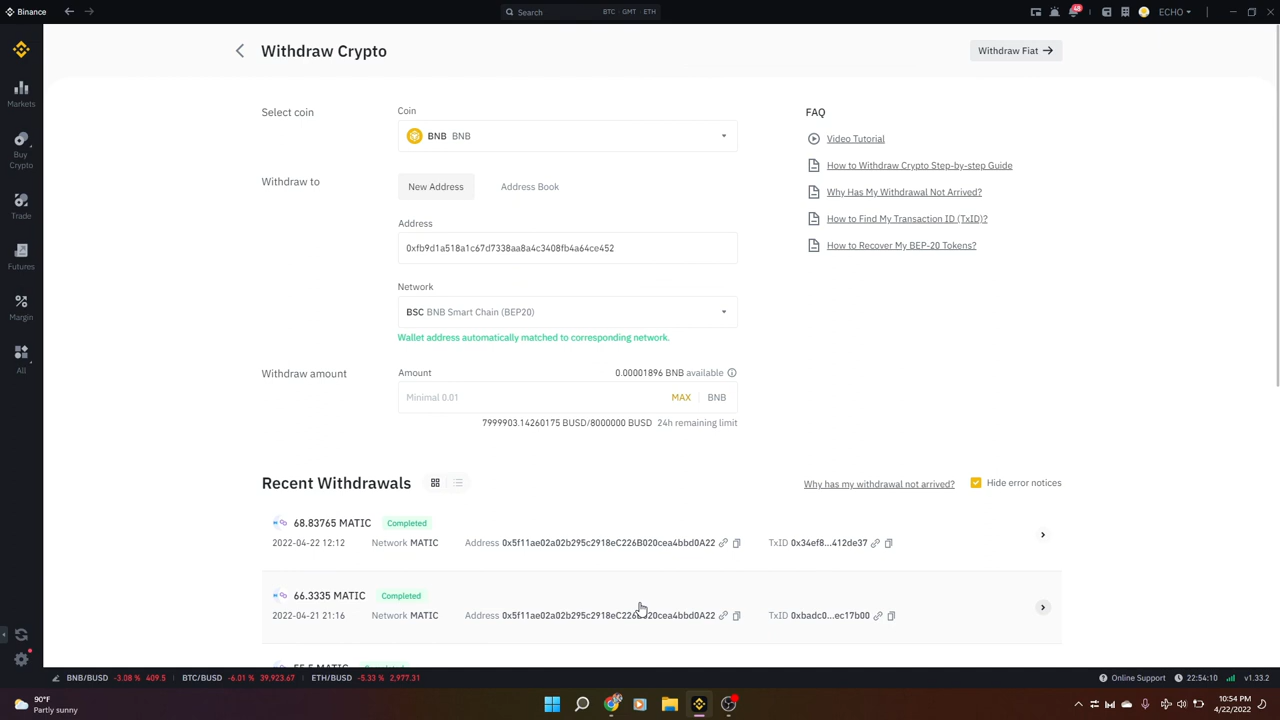 Binance
Search BTC · GMT · ETH
48
ECHO
Withdraw Crypto
Withdraw Fiat
Markets
Buy
Crypto
Trade
Futures
Margin
All
Select coin
Coin
BNB BNB
Withdraw to
New Address Address Book
Address
0xfb9d1a518a1c67d7338aa8a4c3408fb4a64ce452
Network
BSC BNB Smart Chain (BEP20)
Wallet address automatically matched to corresponding network.
Withdraw amount
Amount 0.00001896 BNB available
Minimal 0.01 MAX BNB
7999903.14260175 BUSD/8000000 BUSD 24h remaining limit
FAQ
Video Tutorial
How to Withdraw Crypto Step-by-step Guide
Why Has My Withdrawal Not Arrived?
How to Find My Transaction ID (TxID)?
How to Recover My BEP-20 Tokens?
Recent Withdrawals
Why has my withdrawal not arrived? Hide error notices
68.83765 MATIC Completed
2022-04-22 12:12 Network MATIC Address 0x5f11ae02a02b295c2918eC226B020cea4bbd0A22 TxID 0x34ef8...412de37
66.3335 MATIC Completed
2022-04-21 21:16 Network MATIC Address 0x5f11ae02a02b295c2918eC226B020cea4bbd0A22 TxID 0xbadc0...ec17b00
55.5 MATIC Completed
BNB/BUSD -3.08 % 409.5 BTC/BUSD -6.01 % 39,923.67 ETH/BUSD -5.33 % 2,977.31
Online Support 22:54:10 v1.33.2
90°F
Partly sunny
10:54 PM
4/22/2022